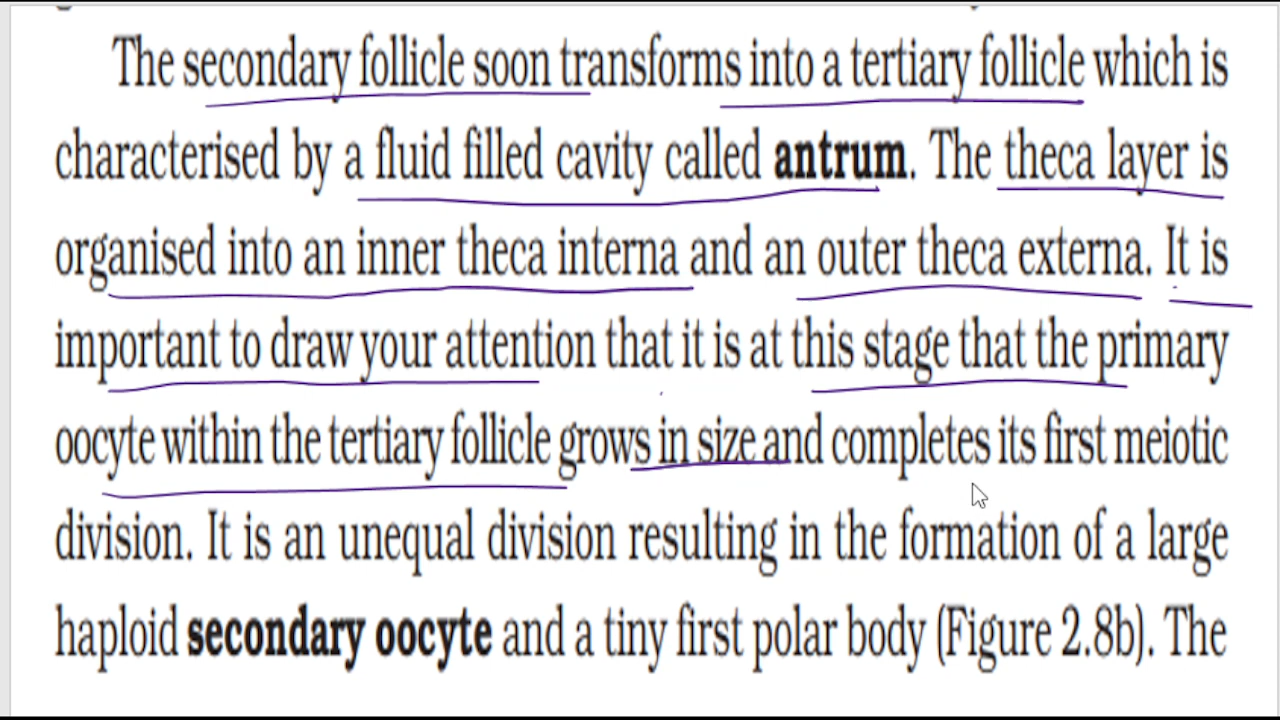 The secondary follicle soon transforms into a tertiary follicle which is
characterised by a fluid filled cavity called antrum. The theca layer is
organised into an inner theca interna and an outer theca externa. It is
important to draw your attention that it is at this stage that the primary
oocyte within the tertiary follicle grows in size and completes its first meiotic
division. It is an unequal division resulting in the formation of a large
haploid secondary oocyte and a tiny first polar body (Figure 2.8b). The